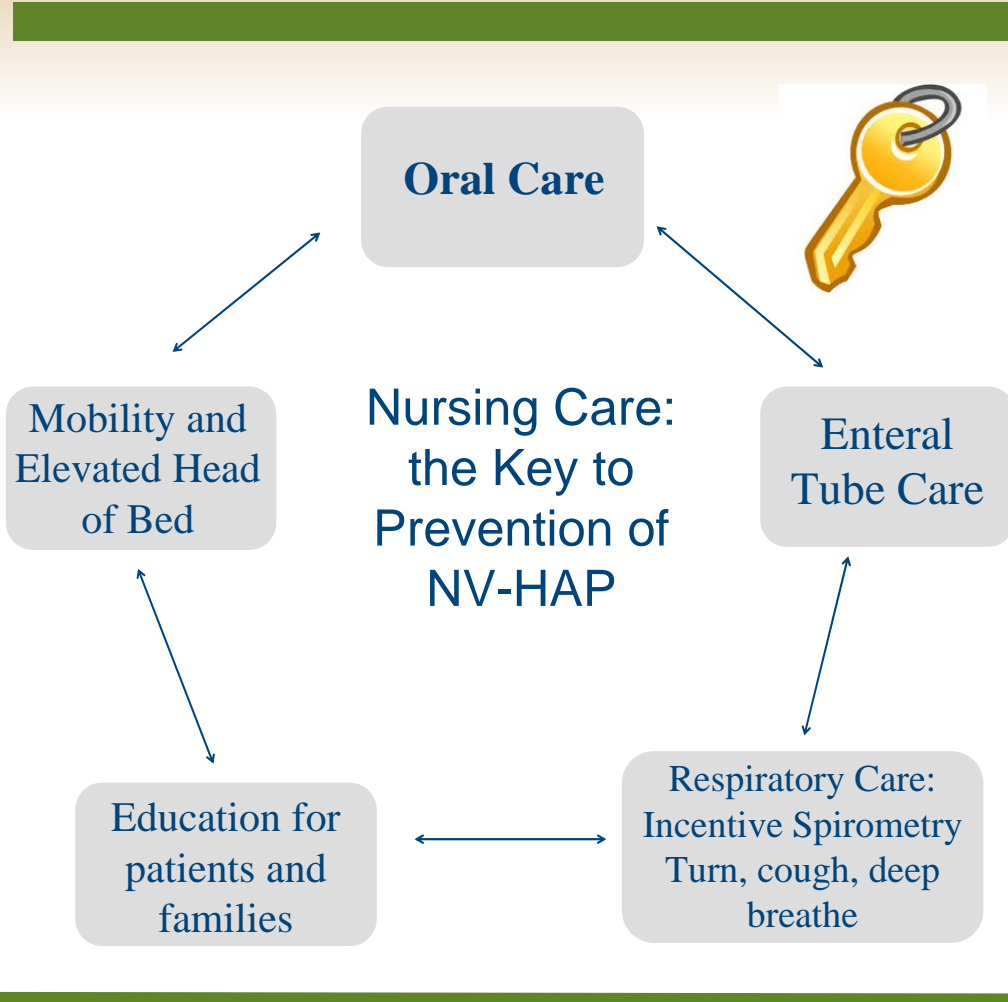 Oral Care
Mobility and
Elevated Head
of Bed
Nursing Care:
the Key to
Prevention of
NV-HAP
Enteral
Tube Care
Education for
patients and
families
Respiratory Care:
Incentive Spirometry
Turn, cough, deep
breathe